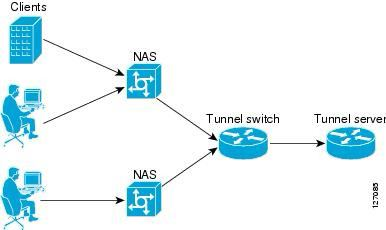 Clients
NAS
Tunnel switch
Tunnel server
NAS
127085